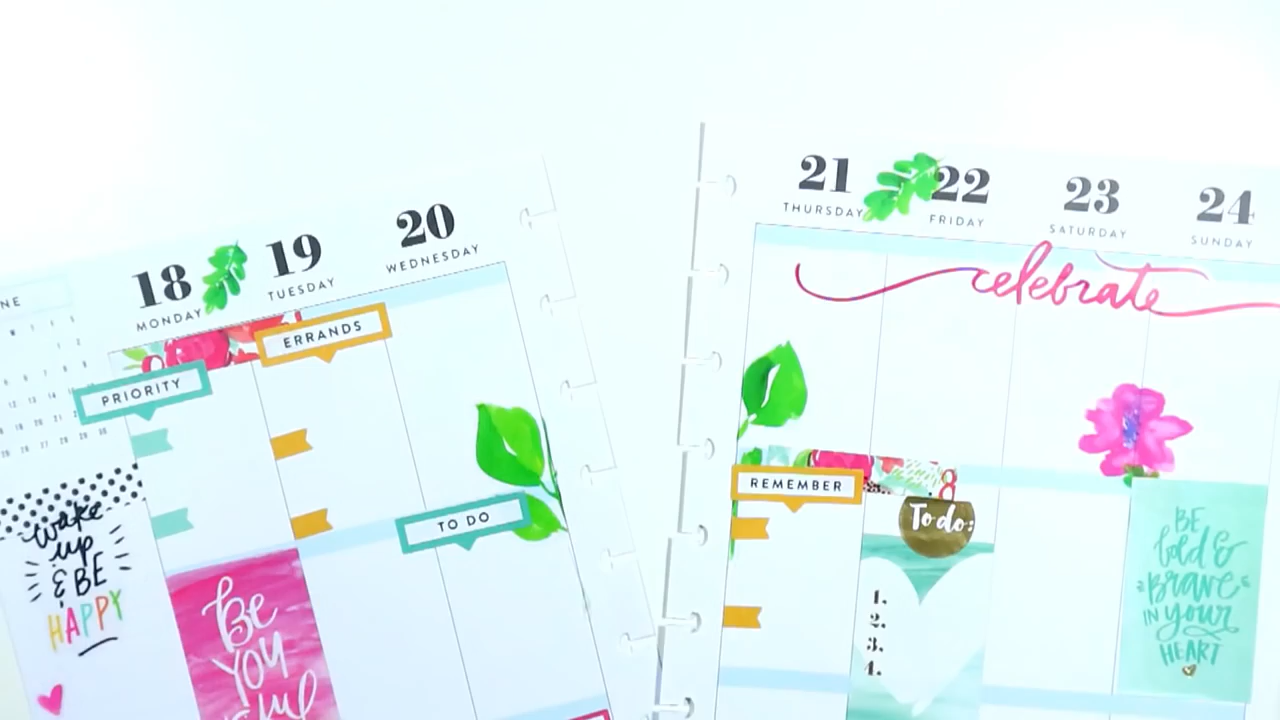 NE
18
MONDAY
19
TUESDAY
20
WEDNESDAY
PRIORITY
ERRANDS
TO DO
wake
up
& BE
HAPPY
Be
YOU
21
THURSDAY
22
FRIDAY
23
SATURDAY
24
SUNDAY
celebrate
REMEMBER
8
To do:
1.
2.
3.
4.
BE
bold &
BRAVE
IN your
HEART